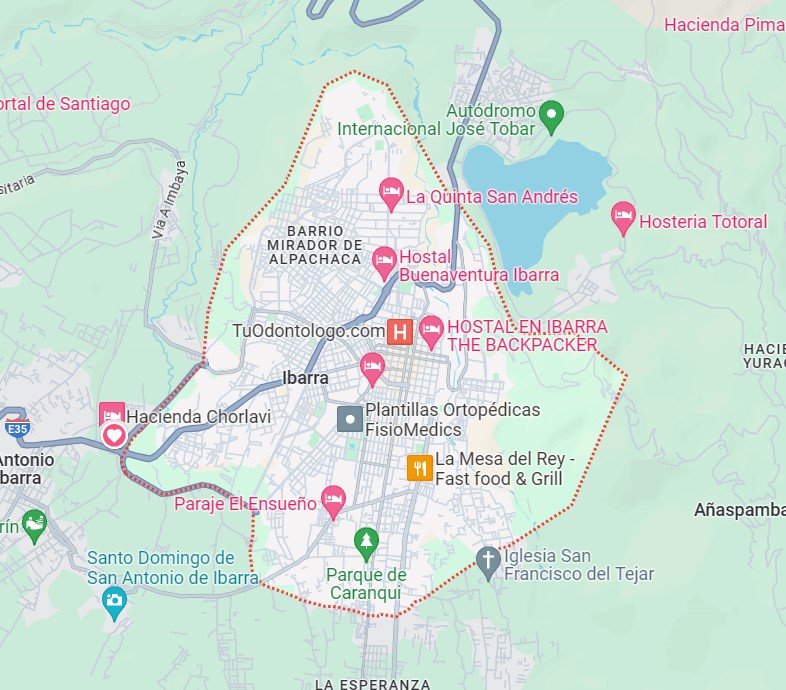 Hacienda Pima
ortal de Santiago
Autódromo
Internacional José Tobar
sitaria
Via A Imbaya
La Quinta San Andrés
Hosteria Totoral
BARRIO
MIRADOR DE
ALPACHACA
Hostal
Buenaventura Ibarra
TuOdontologo.com
H
HOSTAL EN IBARRA
THE BACKPACKER
HACIE
YURAC
Ibarra
Hacienda Chorlavi
Plantillas Ortopédicas
FisioMedics
E35
Antonio
Ibarra
La Mesa del Rey -
Fast food & Grill
Paraje El Ensueño
Añaspamba
rín
Santo Domingo de
San Antonio de Ibarra
Iglesia San
Francisco del Tejar
Parque de
Caranqui
LA ESPERANZA